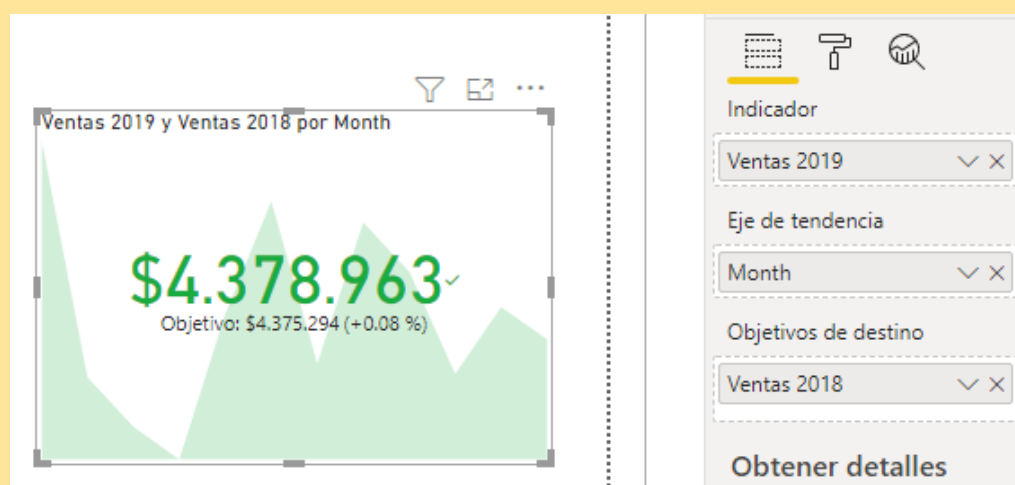 Ventas 2019 y Ventas 2018 por Month
$4.378.963
Objetivo: $4.375.294 (+0.08 %)
Indicador
Ventas 2019
Eje de tendencia
Month
Objetivos de destino
Ventas 2018
Obtener detalles